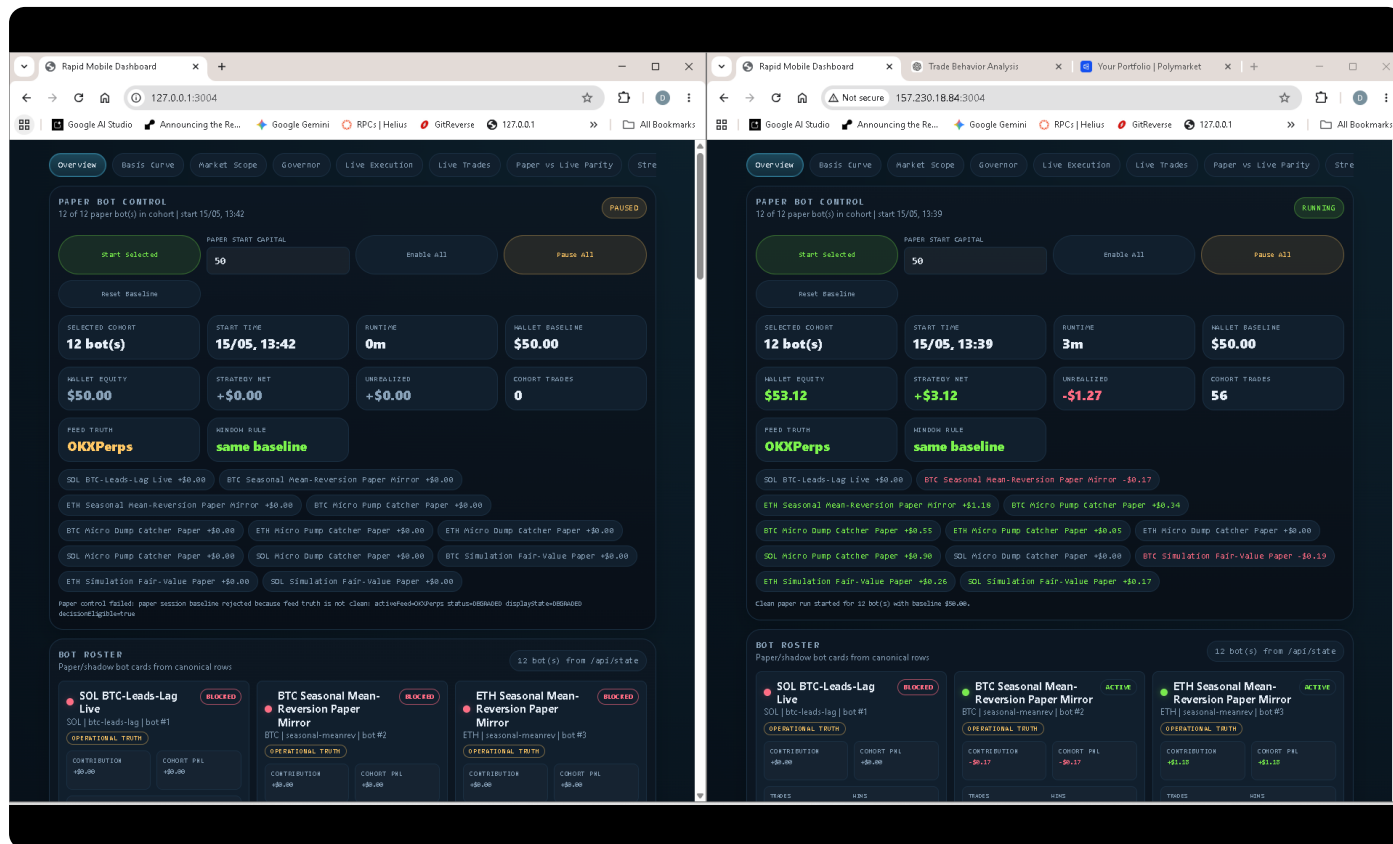 Rapid Mobile Dashboard
127.0.0.1:3004
Google AI Studio
Announcing the Re...
Google Gemini
RPCs | Helius
GitReverse
127.0.0.1
»
All Bookmarks
Overview
Basis Curve
Market Scope
Governor
Live Execution
Live Trades
Paper vs Live Parity
Stre
PAPER BOT CONTROL
12 of 12 paper bot(s) in cohort | start 15/05, 13:42
PAUSED
Start Selected
PAPER START CAPITAL
50
Enable All
Pause All
Reset Baseline
SELECTED COHORT
12 bot(s)
START TIME
15/05, 13:42
RUNTIME
0m
WALLET BASELINE
$50.00
WALLET EQUITY
$50.00
STRATEGY NET
+$0.00
UNREALIZED
+$0.00
COHORT TRADES
0
FEED TRUTH
OKXPerps
WINDOW RULE
same baseline
SOL BTC-Leads-Lag Live +$0.00
BTC Seasonal Mean-Reversion Paper Mirror +$0.00
ETH Seasonal Mean-Reversion Paper Mirror +$0.00
BTC Micro Pump Catcher Paper +$0.00
BTC Micro Dump Catcher Paper +$0.00
ETH Micro Pump Catcher Paper +$0.00
ETH Micro Dump Catcher Paper +$0.00
SOL Micro Pump Catcher Paper +$0.00
SOL Micro Dump Catcher Paper +$0.00
BTC Simulation Fair-Value Paper +$0.00
ETH Simulation Fair-Value Paper +$0.00
SOL Simulation Fair-Value Paper +$0.00
Paper control failed: paper session baseline rejected because feed truth is not clean: activeFeed=OKXPerps status=DEGRADED displayState=DEGRADED
decisionEligible=true
BOT ROSTER
Paper/shadow bot cards from canonical rows
12 bot(s) from /api/state
SOL BTC-Leads-Lag
Live
BLOCKED
SOL | btc-leads-lag | bot #1
OPERATIONAL TRUTH
CONTRIBUTION
+$0.00
COHORT PNL
+$0.00
BTC Seasonal Mean-
Reversion Paper
Mirror
BLOCKED
BTC | seasonal-meanrev | bot #2
OPERATIONAL TRUTH
CONTRIBUTION
+$0.00
COHORT PNL
+$0.00
ETH Seasonal Mean-
Reversion Paper
Mirror
BLOCKED
ETH | seasonal-meanrev | bot #3
OPERATIONAL TRUTH
CONTRIBUTION
+$0.00
COHORT PNL
+$0.00
Rapid Mobile Dashboard
Trade Behavior Analysis
Your Portfolio | Polymarket
Not secure
157.230.18.84:3004
Google AI Studio
Announcing the Re...
Google Gemini
RPCs | Helius
GitReverse
127.0.0.1
»
All Bookmarks
Overview
Basis Curve
Market Scope
Governor
Live Execution
Live Trades
Paper vs Live Parity
Stre
PAPER BOT CONTROL
12 of 12 paper bot(s) in cohort | start 15/05, 13:39
RUNNING
Start Selected
PAPER START CAPITAL
50
Enable All
Pause All
Reset Baseline
SELECTED COHORT
12 bot(s)
START TIME
15/05, 13:39
RUNTIME
3m
WALLET BASELINE
$50.00
WALLET EQUITY
$53.12
STRATEGY NET
+$3.12
UNREALIZED
-$1.27
COHORT TRADES
56
FEED TRUTH
OKXPerps
WINDOW RULE
same baseline
SOL BTC-Leads-Lag Live +$0.00
BTC Seasonal Mean-Reversion Paper Mirror -$0.17
ETH Seasonal Mean-Reversion Paper Mirror +$1.18
BTC Micro Pump Catcher Paper +$0.34
BTC Micro Dump Catcher Paper +$0.55
ETH Micro Pump Catcher Paper +$0.05
ETH Micro Dump Catcher Paper +$0.00
SOL Micro Pump Catcher Paper +$0.90
SOL Micro Dump Catcher Paper +$0.00
BTC Simulation Fair-Value Paper -$0.19
ETH Simulation Fair-Value Paper +$0.26
SOL Simulation Fair-Value Paper +$0.17
Clean paper run started for 12 bot(s) with baseline $50.00.
BOT ROSTER
Paper/shadow bot cards from canonical rows
12 bot(s) from /api/state
SOL BTC-Leads-Lag
Live
BLOCKED
SOL | btc-leads-lag | bot #1
OPERATIONAL TRUTH
CONTRIBUTION
+$0.00
COHORT PNL
+$0.00
TRADES
WINS
BTC Seasonal Mean-
Reversion Paper Mirror
ACTIVE
BTC | seasonal-meanrev | bot #2
OPERATIONAL TRUTH
CONTRIBUTION
-$0.17
COHORT PNL
-$0.17
TRADES
WINS
ETH Seasonal Mean-
Reversion Paper Mirror
ACTIVE
ETH | seasonal-meanrev | bot #3
OPERATIONAL TRUTH
CONTRIBUTION
+$1.18
COHORT PNL
+$1.18
TRADES
WINS